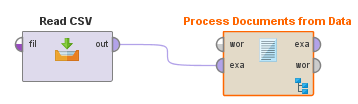 Read CSV
fil
out
Process Documents from Data
wor
exa
exa
wor